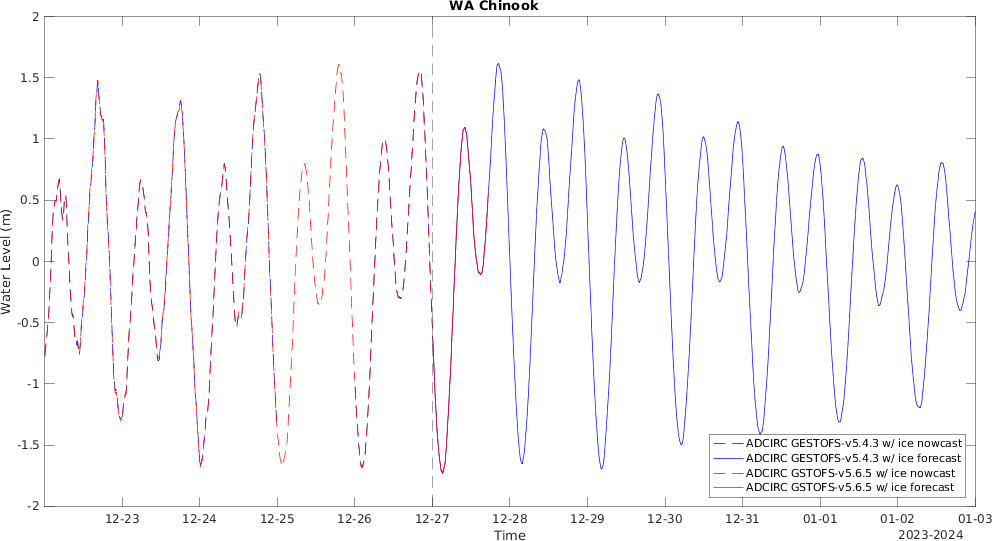 WA Chinook
2
1.5
1
0.5
0
-0.5
-1
-1.5
-2
Water Level (m)
12-23 12-24 12-25 12-26 12-27 12-28 12-29 12-30 12-31 01-01 01-02 01-03
Time
2023-2024
ADCIRC GESTOFS-v5.4.3 w/ ice nowcast
ADCIRC GESTOFS-v5.4.3 w/ ice forecast
ADCIRC GSTOFS-v5.6.5 w/ ice nowcast
ADCIRC GSTOFS-v5.6.5 w/ ice forecast